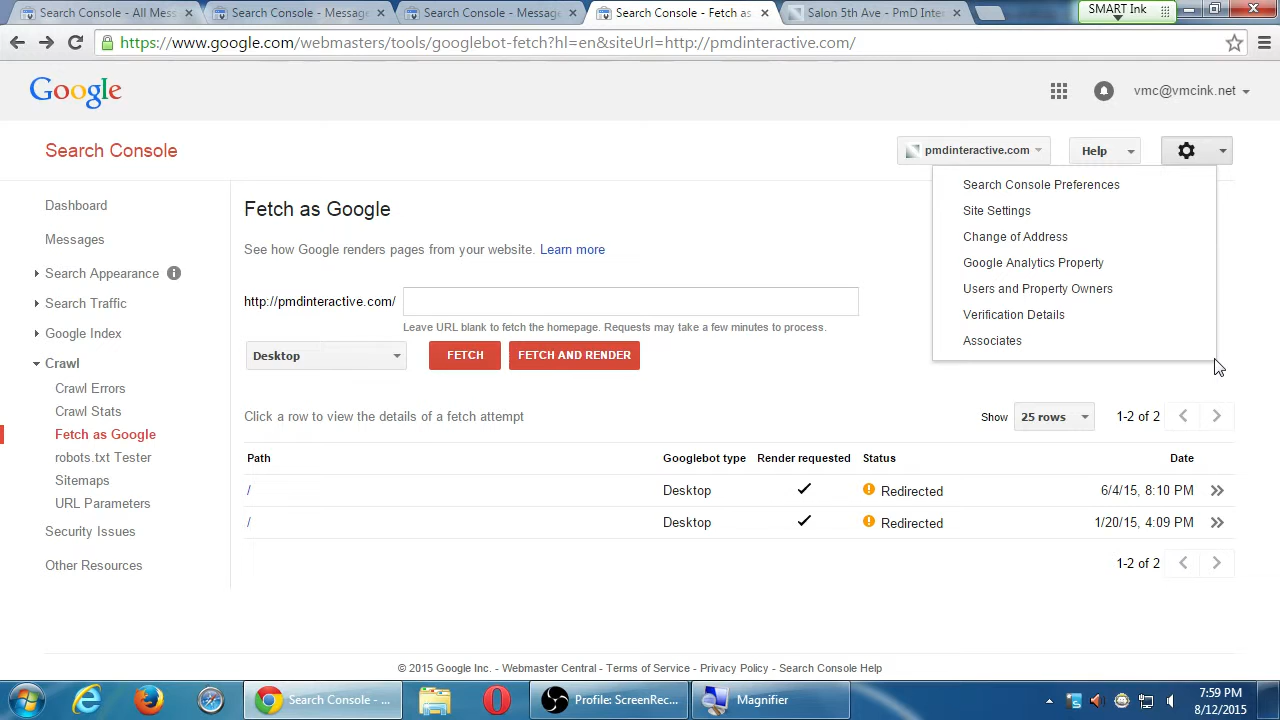 Search Console - All Mess
Search Console - Message
Search Console - Message
Search Console - Fetch as
Salon 5th Ave - PmD Inte
SMART Ink
https://www.google.com/webmasters/tools/googlebot-fetch?hl=en&siteUrl=http://pmdinteractive.com/
Google
vmc@vmcink.net
Search Console
pmdinteractive.com
Help
Search Console Preferences
Site Settings
Change of Address
Google Analytics Property
Users and Property Owners
Verification Details
Associates
Dashboard
Messages
Search Appearance
Search Traffic
Google Index
Crawl
Crawl Errors
Crawl Stats
Fetch as Google
robots.txt Tester
Sitemaps
URL Parameters
Security Issues
Other Resources
Fetch as Google
See how Google renders pages from your website. Learn more
http://pmdinteractive.com/
Leave URL blank to fetch the homepage. Requests may take a few minutes to process.
Desktop
FETCH
FETCH AND RENDER
Click a row to view the details of a fetch attempt
Show 25 rows 1-2 of 2
Path Googlebot type Render requested Status Date
/ Desktop Redirected 6/4/15, 8:10 PM
/ Desktop Redirected 1/20/15, 4:09 PM
1-2 of 2
© 2015 Google Inc. - Webmaster Central - Terms of Service - Privacy Policy - Search Console Help
Search Console - ...
Profile: ScreenRec...
Magnifier
7:59 PM
8/12/2015